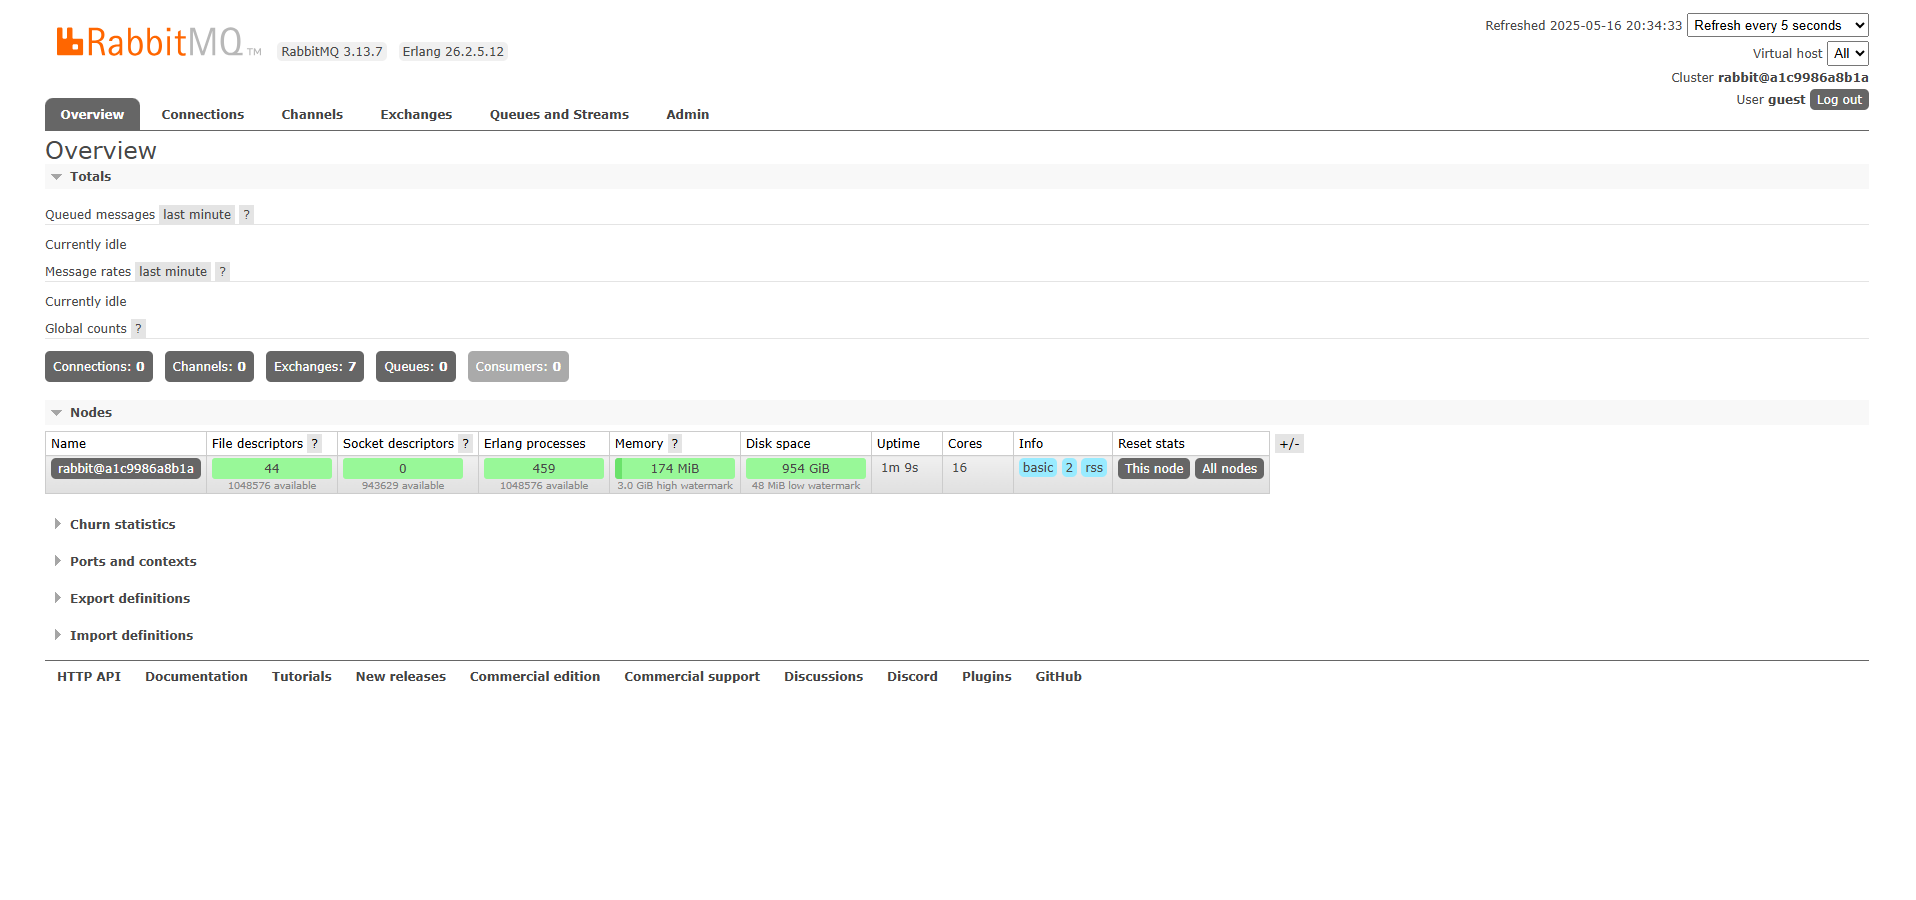 RabbitMQ TM RabbitMQ 3.13.7 Erlang 26.2.5.12
Refreshed 2025-05-16 20:34:33 Refresh every 5 seconds
Virtual host All
Cluster rabbit@a1c9986a8b1a
User guest Log out
Overview Connections Channels Exchanges Queues and Streams Admin
Overview
Totals
Queued messages last minute ?
Currently idle
Message rates last minute ?
Currently idle
Global counts ?
Connections: 0 Channels: 0 Exchanges: 7 Queues: 0 Consumers: 0
Nodes
Name File descriptors ? Socket descriptors ? Erlang processes Memory ? Disk space Uptime Cores Info Reset stats +/-
rabbit@a1c9986a8b1a 44 0 459 174 MiB 954 GiB 1m 9s 16 basic 2 rss This node All nodes
1048576 available 943629 available 1048576 available 3.0 GiB high watermark 48 MiB low watermark
Churn statistics
Ports and contexts
Export definitions
Import definitions
HTTP API Documentation Tutorials New releases Commercial edition Commercial support Discussions Discord Plugins GitHub